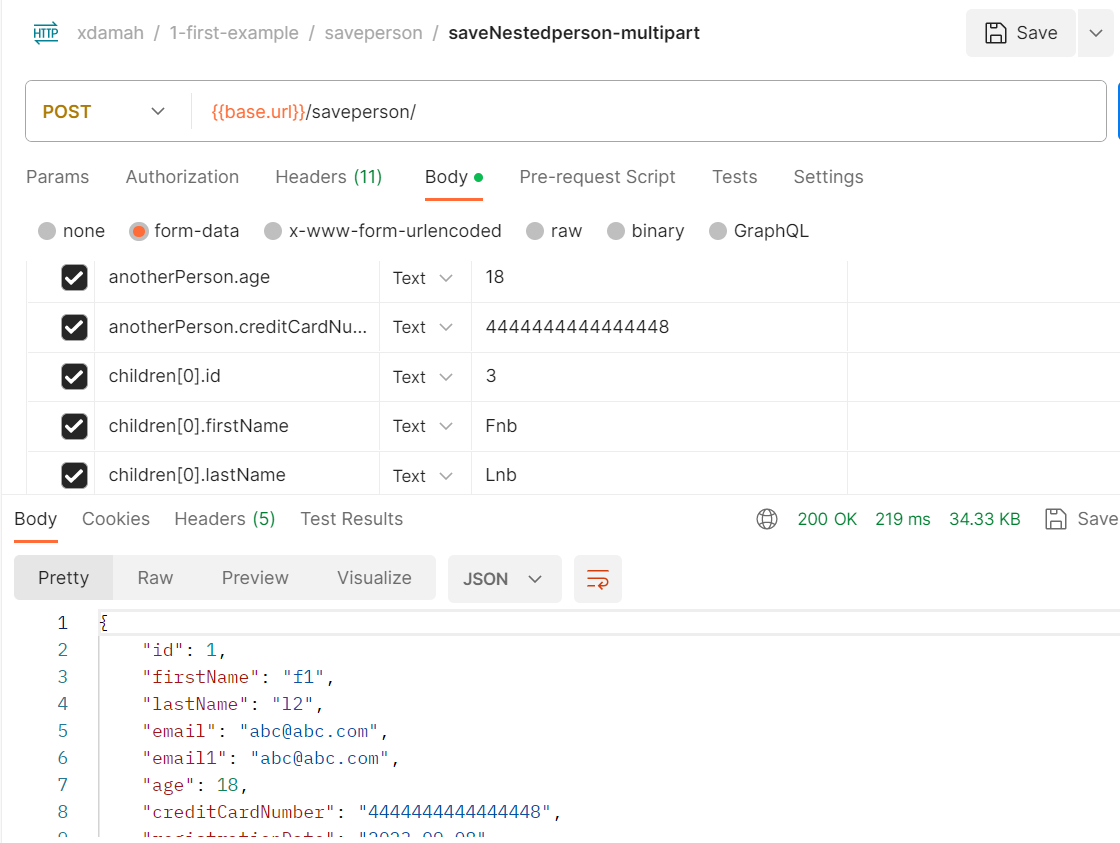 HTTP xdamah / 1-first-example / saveperson / saveNestedperson-multipart Save
POST {{base.url}}/saveperson/
Params Authorization Headers (11) Body Pre-request Script Tests Settings
none form-data x-www-form-urlencoded raw binary GraphQL
anotherPerson.age Text 18
anotherPerson.creditCardNu... Text 4444444444444448
children[0].id Text 3
children[0].firstName Text Fnb
children[0].lastName Text Lnb
Body Cookies Headers (5) Test Results 200 OK 219 ms 34.33 KB Save
Pretty Raw Preview Visualize JSON
1 {
2 "id": 1,
3 "firstName": "f1",
4 "lastName": "l2",
5 "email": "abc@abc.com",
6 "email1": "abc@abc.com",
7 "age": 18,
8 "creditCardNumber": "4444444444444448",
9 "registrationDate": "2023-09-08"